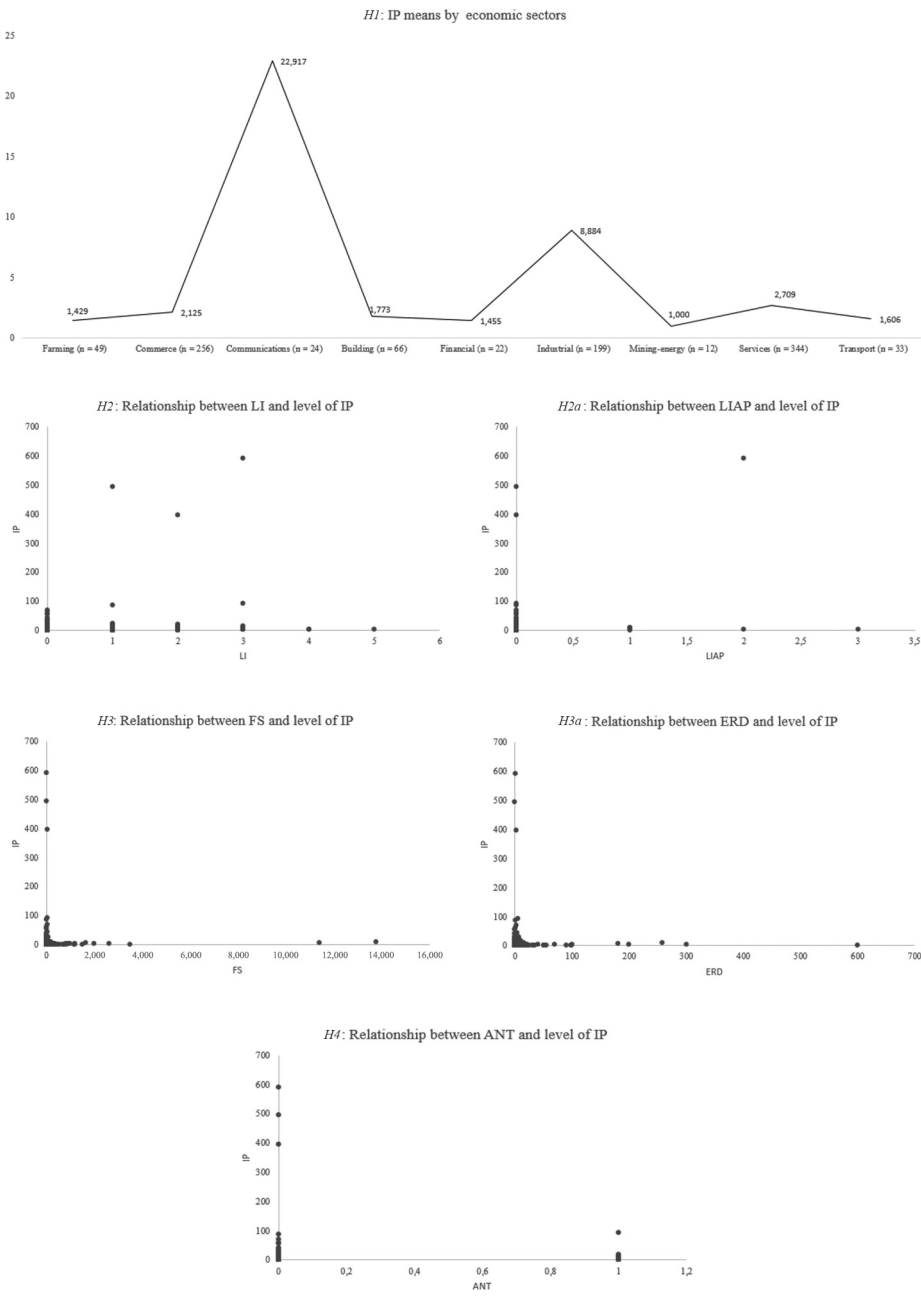 H1: IP means by economic sectors
25
20
15
10
5
0
22,917
8,884
1,429
2,125
1,773
1,455
1,000
2,709
1,606
Farming (n = 49) Commerce (n = 256) Communications (n = 24) Building (n = 66) Financial (n = 22) Industrial (n = 199) Mining-energy (n = 12) Services (n = 344) Transport (n = 33)
H2: Relationship between LI and level of IP
700
600
500
400
300
200
100
0
IP
0 1 2 3 4 5 6
LI
H2a: Relationship between LIAP and level of IP
700
600
500
400
300
200
100
0
IP
0 0,5 1 1,5 2 2,5 3 3,5
LIAP
H3: Relationship between FS and level of IP
700
600
500
400
300
200
100
0
IP
0 2,000 4,000 6,000 8,000 10,000 12,000 14,000 16,000
FS
H3a: Relationship between ERD and level of IP
700
600
500
400
300
200
100
0
IP
0 100 200 300 400 500 600 700
ERD
H4: Relationship between ANT and level of IP
700
600
500
400
300
200
100
0
IP
0 0,2 0,4 0,6 0,8 1 1,2
ANT